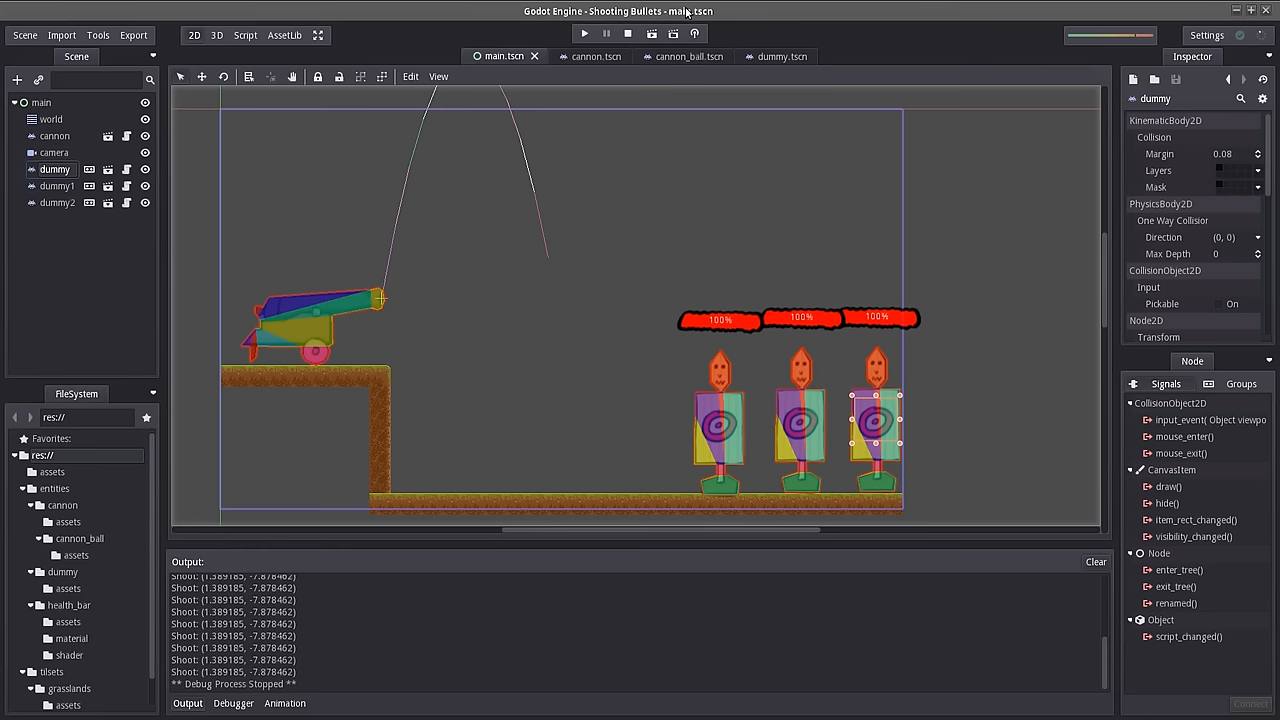 Godot Engine - Shooting Bullets - main.tscn
Scene Import Tools Export
2D 3D Script AssetLib
Settings
Scene
main.tscn cannon.tscn cannon_ball.tscn dummy.tscn
Inspector
Edit View
main
world
cannon
camera
dummy
dummy1
dummy2
100% 100% 100%
dummy
KinematicBody2D
Collision
Margin 0.08
Layers
Mask
PhysicsBody2D
One Way Collisior
Direction (0, 0)
Max Depth 0
CollisionObject2D
Input
Pickable On
Node2D
Transform
Node
Signals Groups
CollisionObject2D
input_event( Object viewpo
mouse_enter()
mouse_exit()
CanvasItem
draw()
hide()
item_rect_changed()
visibility_changed()
Node
enter_tree()
exit_tree()
renamed()
Object
script_changed()
Connect
FileSystem
res://
Favorites:
res://
assets
entities
cannon
assets
cannon_ball
assets
dummy
assets
health_bar
assets
material
shader
tilsets
grasslands
assets
Output:
Clear
Shoot: (1.389185, -7.878462)
Shoot: (1.389185, -7.878462)
Shoot: (1.389185, -7.878462)
Shoot: (1.389185, -7.878462)
Shoot: (1.389185, -7.878462)
Shoot: (1.389185, -7.878462)
Shoot: (1.389185, -7.878462)
Shoot: (1.389185, -7.878462)
Shoot: (1.389185, -7.878462)
** Debug Process Stopped **
Output Debugger Animation